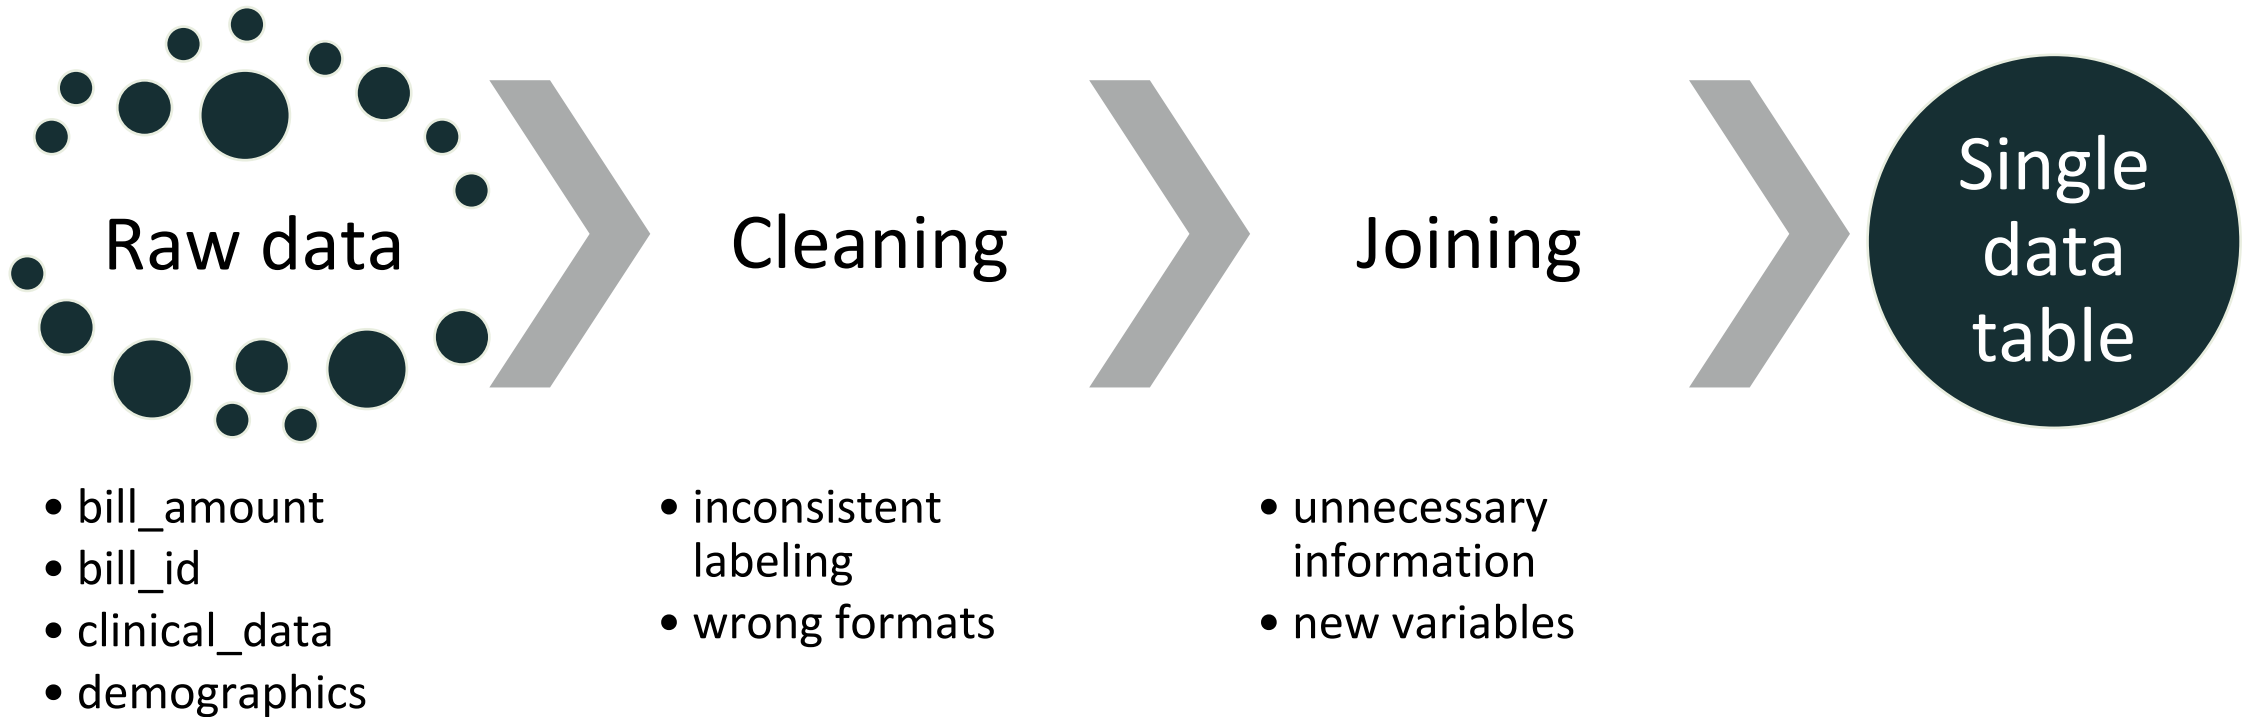 Raw data
Cleaning
Joining
Single
data
table
• bill_amount
• bill_id
• clinical_data
• demographics
• inconsistent
labeling
• wrong formats
• unnecessary
information
• new variables